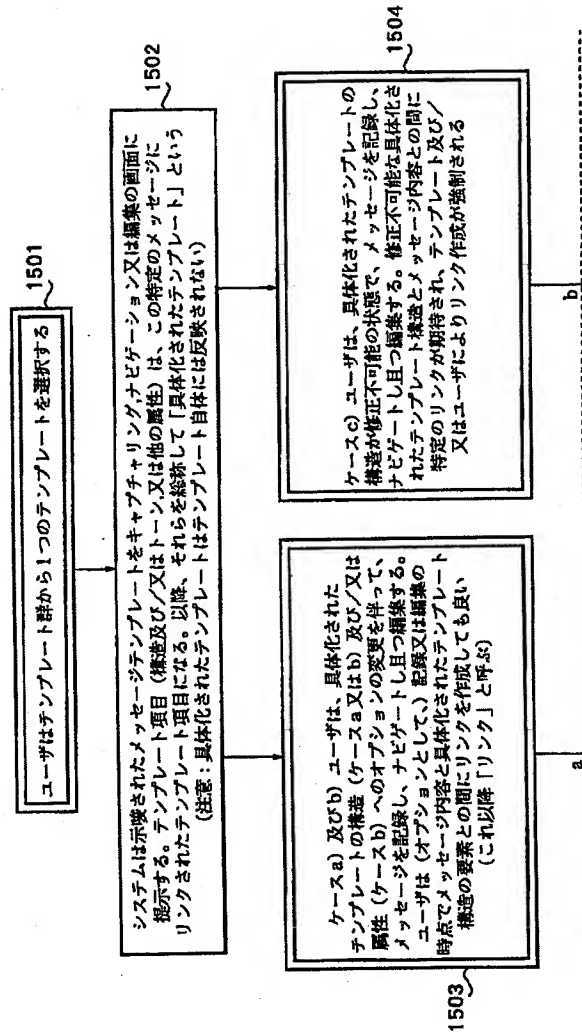 1501
ユーザはテンプレート群から1つのテンプレートを選択する
1502
システムは示唆されたメッセージテンプレートをキャプチャリング,ナビゲーション又は編集の画面に
提示する。テンプレート項目(構造及び/又はトーン,又は他の属性)は、この特定のメッセージに
リンクされたテンプレート項目になる。以降、それらを総称して「具体化されたテンプレート」という
(注意:具体化されたテンプレートはテンプレート自体には反映されない)
1503
ケースa)及びb)ユーザは、具体化された
テンプレートの構造(ケースa又はb)及び/又は
属性(ケースb)へのオプションの変更を伴って、
メッセージを記録し、ナビゲートし且つ編集する。
ユーザは(オプションとして、)記録又は編集の
時点でメッセージ内容と具体化されたテンプレート
構造の要素との間にリンクを作成しても良い
(これ以降「リンク」と呼ぶ)
1504
ケースc)ユーザは、具体化されたテンプレートの
構造が修正不可能の状態で、メッセージを記録し、
ナビゲートし且つ編集する。修正不可能な具体化さ
れたテンプレート構造とメッセージ内容との間に
特定のリンクが期待され、テンプレート及び/
又はユーザによりリンク作成が強制される
a
b